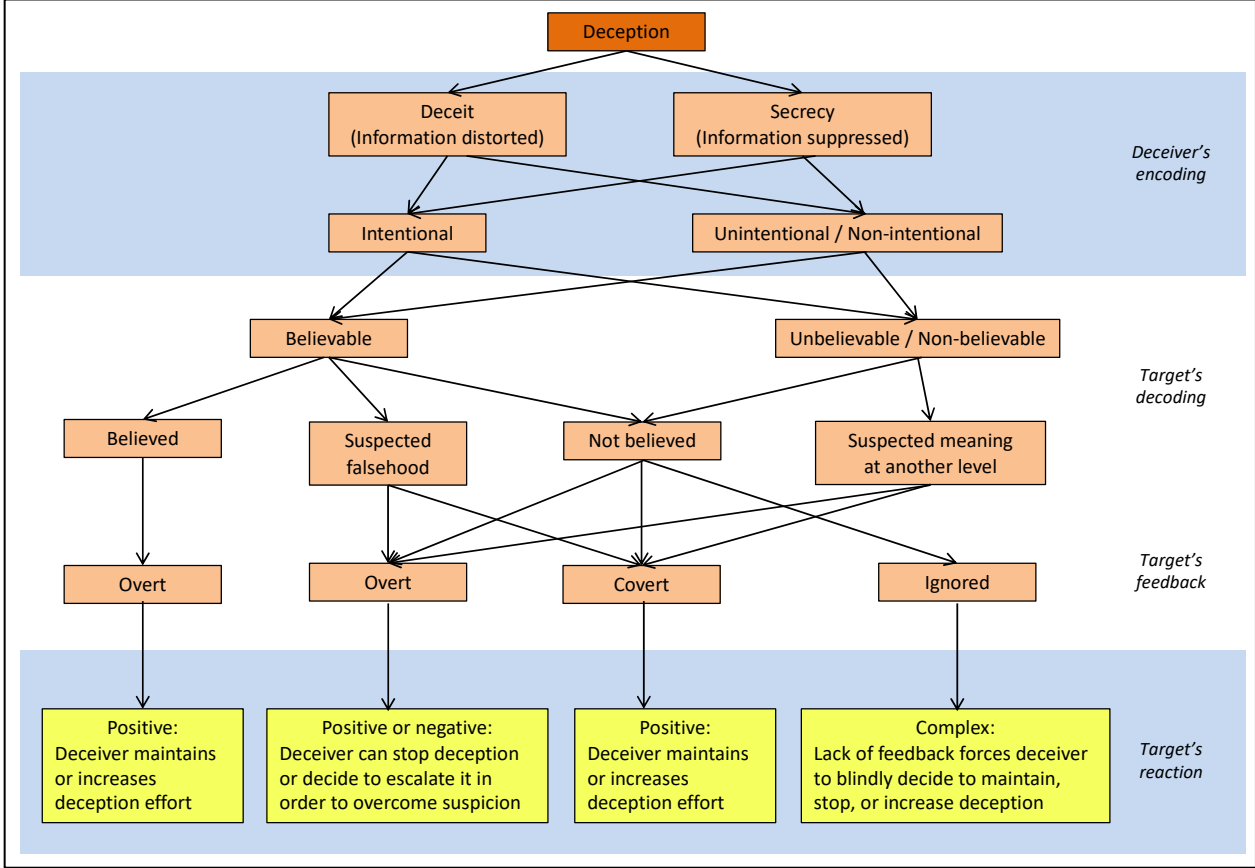 Deception
Deceit
(Information distorted)
Secrecy
(Information suppressed)
Deceiver's
encoding
Intentional
Unintentional / Non-intentional
Believable
Unbelievable / Non-believable
Target's
decoding
Believed
Suspected
falsehood
Not believed
Suspected meaning
at another level
Overt
Overt
Covert
Ignored
Target's
feedback
Positive:
Deceiver maintains
or increases
deception effort
Positive or negative:
Deceiver can stop deception
or decide to escalate it in
order to overcome suspicion
Positive:
Deceiver maintains
or increases
deception effort
Complex:
Lack of feedback forces deceiver
to blindly decide to maintain,
stop, or increase deception
Target's
reaction